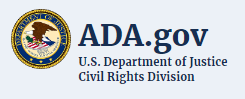 ADA.gov
U.S. Department of Justice
Civil Rights Division